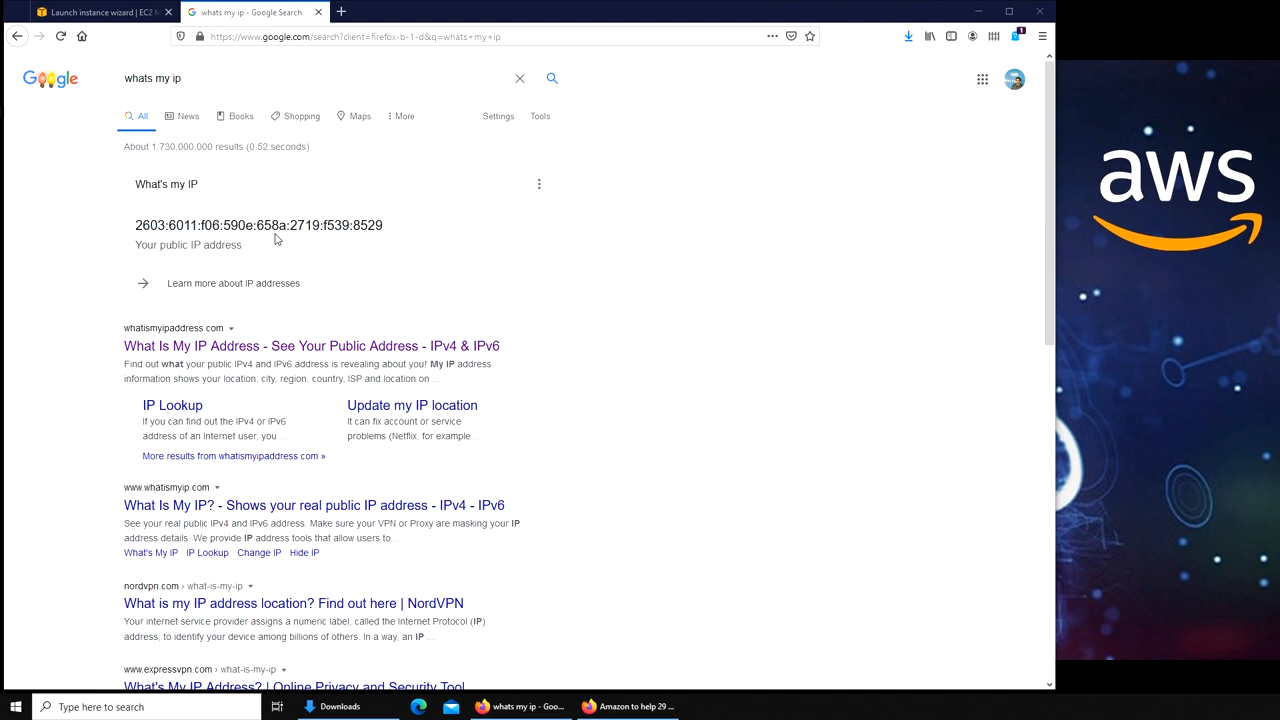 Launch instance wizard | EC2 M
whats my ip - Google Search
https://www.google.com/search?client=firefox-b-1-d&q=whats+my+ip
1
Google
whats my ip
All
News
Books
Shopping
Maps
More
Settings
Tools
About 1,730,000,000 results (0.52 seconds)
What's my IP
2603:6011:f06:590e:658a:2719:f539:8529
Your public IP address
Learn more about IP addresses
whatismyipaddress.com
What Is My IP Address - See Your Public Address - IPv4 & IPv6
Find out what your public IPv4 and IPv6 address is revealing about you! My IP address
information shows your location; city, region, country, ISP and location on ...
IP Lookup
Update my IP location
If you can find out the IPv4 or IPv6
address of an Internet user, you ...
It can fix account or service
problems (Netflix, for example ...
More results from whatismyipaddress.com »
www.whatismyip.com
What Is My IP? - Shows your real public IP address - IPv4 - IPv6
See your real public IPv4 and IPv6 address. Make sure your VPN or Proxy are masking your IP
address details. We provide IP address tools that allow users to ...
What's My IP
IP Lookup
Change IP
Hide IP
nordvpn.com › what-is-my-ip
What is my IP address location? Find out here | NordVPN
Your internet service provider assigns a numeric label, called the Internet Protocol (IP)
address, to identify your device among billions of others. In a way, an IP ...
www.expressvpn.com › what-is-my-ip
What's My IP Address? | Online Privacy and Security Tool
aws
Type here to search
Downloads
whats my ip - Goo...
Amazon to help 29 ...